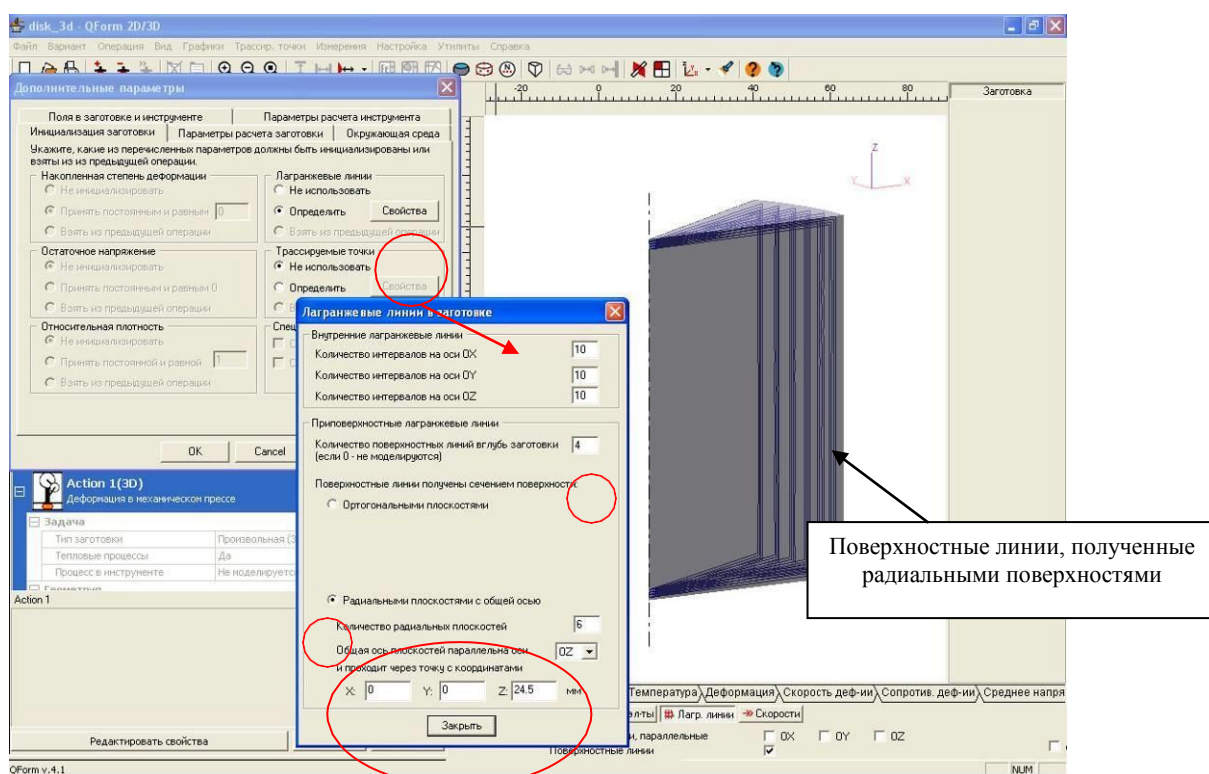 disk_3d - QForm 2D/3D
Файл Вариант Операция Вид Графики Трассир. точки Измерения Настройка Утилиты Справка
Дополнительные параметры
Поля в заготовке и инструменте Параметры расчета инструмента
Инициализация заготовки Параметры расчета заготовки Окружающая среда
Укажите, какие из перечисленных параметров должны быть инициализированы или
взяты из из предыдущей операции.
Накопленная степень деформации
Не инициализировать
Принять постоянным и равным 0
Взять из предыдущей операции
Лагранжевые линии
Не использовать
Определить Свойства
Взять из предыдущей операции
Остаточное напряжение
Не инициализировать
Принять постоянным и равным 0
Взять из предыдущей операции
Трассируемые точки
Не использовать
Определить Свойства
Относительная плотность
Не инициализировать
Принять постоянной и равной 1
Взять из предыдущей операции
OK Cancel
Лагранжевые линии в заготовке
Внутренние лагранжевые линии
Количество интервалов на оси OX 10
Количество интервалов на оси OY 10
Количество интервалов на оси OZ 10
Приповерхностные лагранжевые линии
Количество поверхностных линий вглубь заготовки 4
(если 0 - не моделируются)
Поверхностные линии получены сечением поверхности:
Ортогональными плоскостями
Радиальными плоскостями с общей осью
Количество радиальных плоскостей 6
Общая ось плоскостей параллельна оси OZ
и проходит через точку с координатами
X: 0 Y: 0 Z: 24.5 мм
Закрыть
Action 1(3D)
Деформация в механическом прессе
Задача
Тип заготовки Произвольная (3
Тепловые процессы Да
Процесс в инструменте Не моделируется
Геометрия
Action 1
Редактировать свойства
QForm v.4.1
-20 0 20 40 60 80
Заготовка
Z
Y X
Поверхностные линии, полученные
радиальными поверхностями
Температура Деформация Скорость деф-ии Сопротив. деф-ии Среднее напря
эл-ты Лагр. линии Скорости
и, параллельные OX OY OZ
Поверхностные линии
NUM